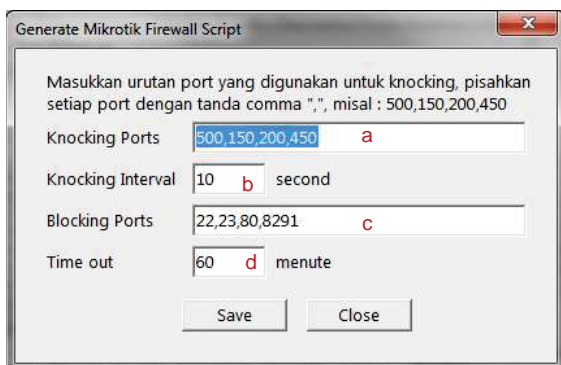 Generate Mikrotik Firewall Script
Masukkan urutan port yang digunakan untuk knocking, pisahkan
setiap port dengan tanda comma ",", misal : 500,150,200,450
Knocking Ports 500,150,200,450 a
Knocking Interval 10 b second
Blocking Ports 22,23,80,8291 c
Time out 60 d menute
Save Close